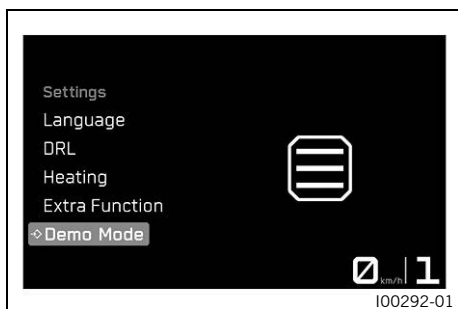 Settings
Language
DRL
Heating
Extra Function
Demo Mode
0 km/h 1
I00292-01